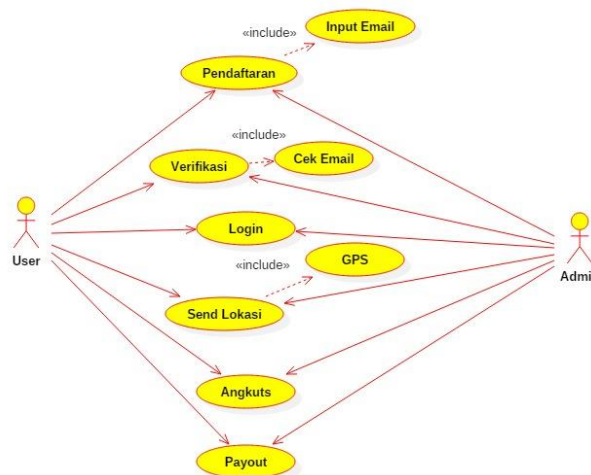 Input Email
«include»
Pendaftaran
«include»
Verifikasi
Cek Email
Login
User
Admi
«include»
GPS
Send Lokasi
Angkuts
Payout